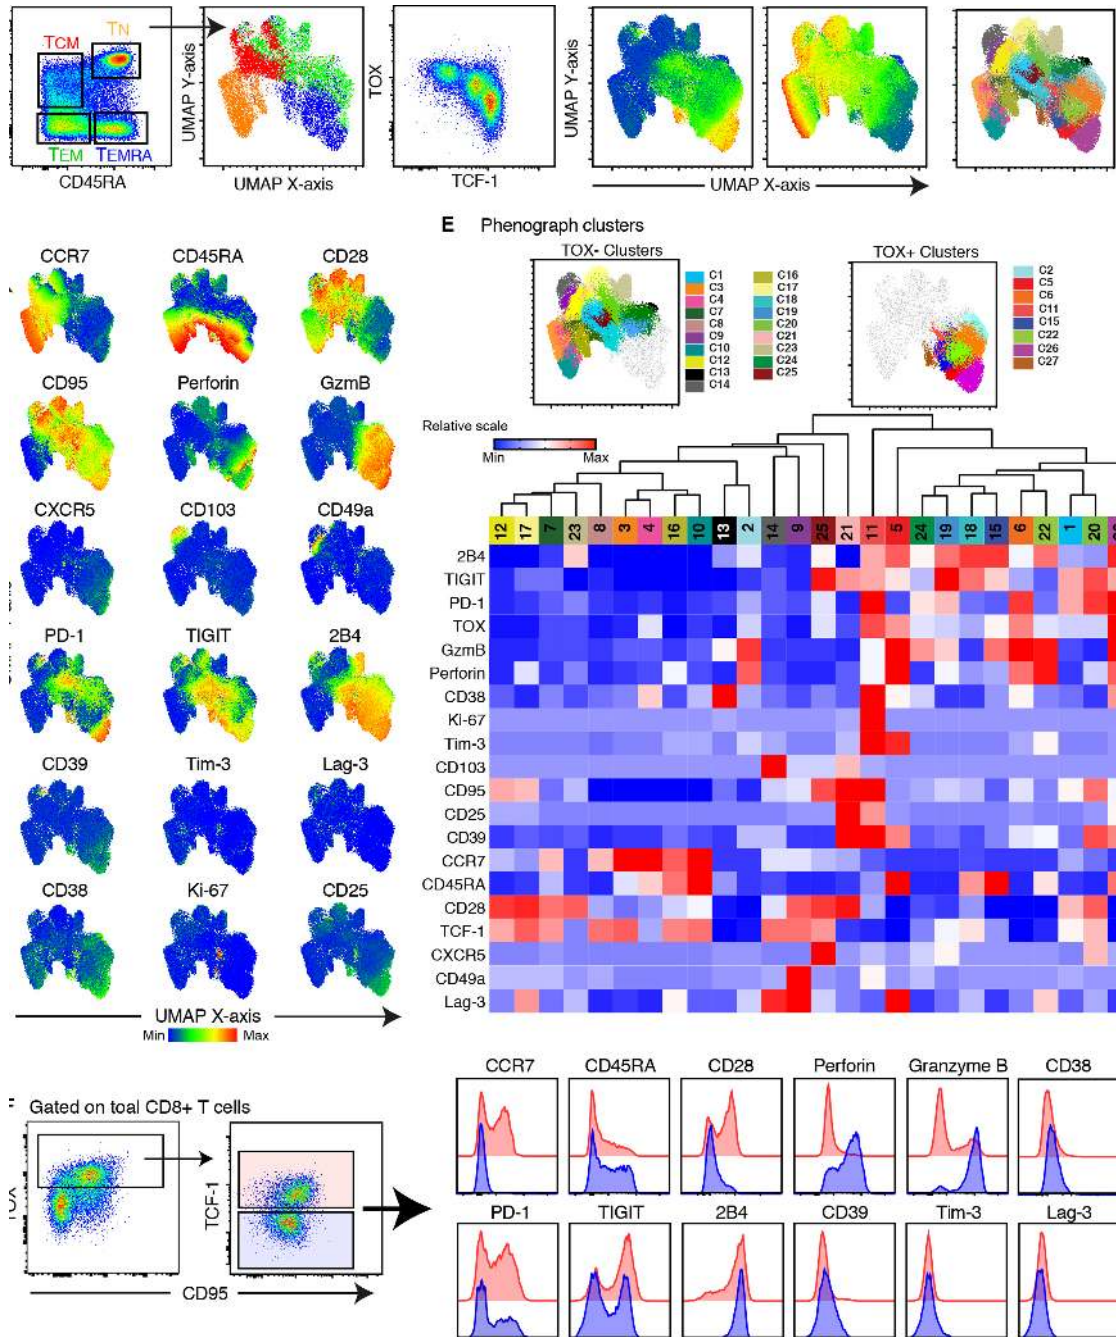 TCM
TN
TEM
TEMRA
CD45RA
UMAP Y-axis
UMAP X-axis
TOX
TCF-1
UMAP Y-axis
UMAP X-axis
CCR7 CD45RA CD28
CD95 Perforin GzmB
CXCR5 CD103 CD49a
PD-1 TIGIT 2B4
CD39 Tim-3 Lag-3
CD38 Ki-67 CD25
UMAP X-axis
Min Max
E Phenograph clusters
TOX- Clusters
C1 C16
C3 C17
C4 C18
C7 C19
C8 C20
C9 C21
C10 C23
C12 C24
C13 C25
C14
TOX+ Clusters
C2
C5
C6
C11
C15
C22
C26
C27
Relative scale
Min Max
12 17 7 23 8 3 4 16 10 13 2 14 9 25 21 11 5 24 19 18 15 6 22 1 20
2B4
TIGIT
PD-1
TOX
GzmB
Perforin
CD38
Ki-67
Tim-3
CD103
CD95
CD25
CD39
CCR7
CD45RA
CD28
TCF-1
CXCR5
CD49a
Lag-3
Gated on toal CD8+ T cells
TOX
TCF-1
CD95
CCR7 CD45RA CD28 Perforin Granzyme B CD38
PD-1 TIGIT 2B4 CD39 Tim-3 Lag-3